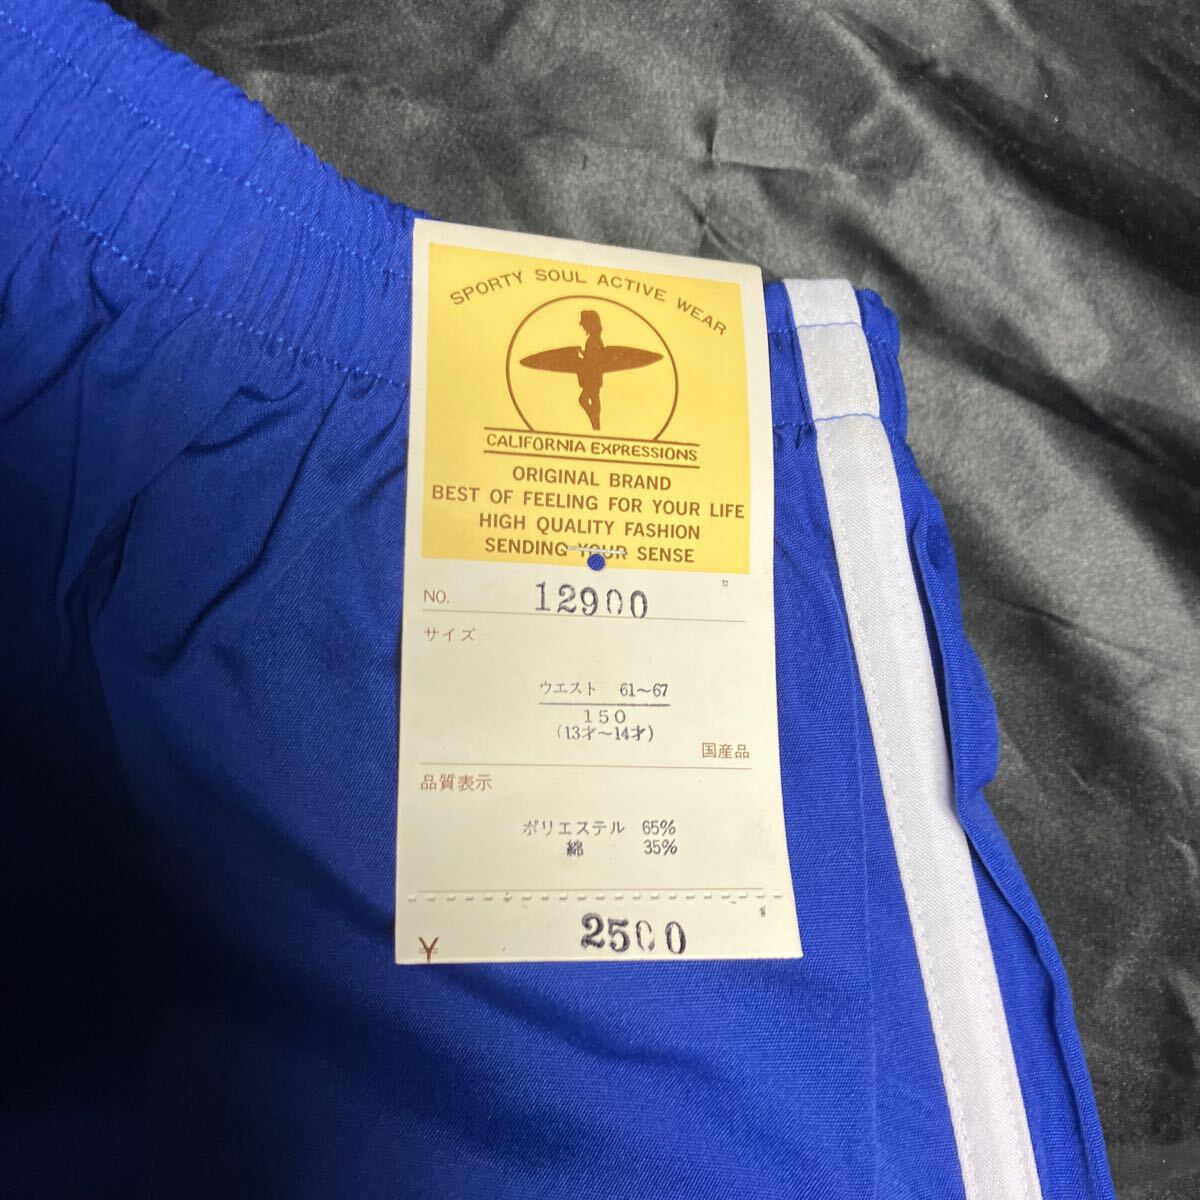 SPORTY SOUL ACTIVE WEAR
CALIFORNIA EXPRESSIONS
ORIGINAL BRAND
BEST OF FEELING FOR YOUR LIFE
HIGH QUALITY FASHION
SENDING YOUR SENSE
NO. 12900
サイズ
ウエスト 61〜67
150
(13才〜14才)
国産品
品質表示
ポリエステル 65%
綿 35%
¥ 2500